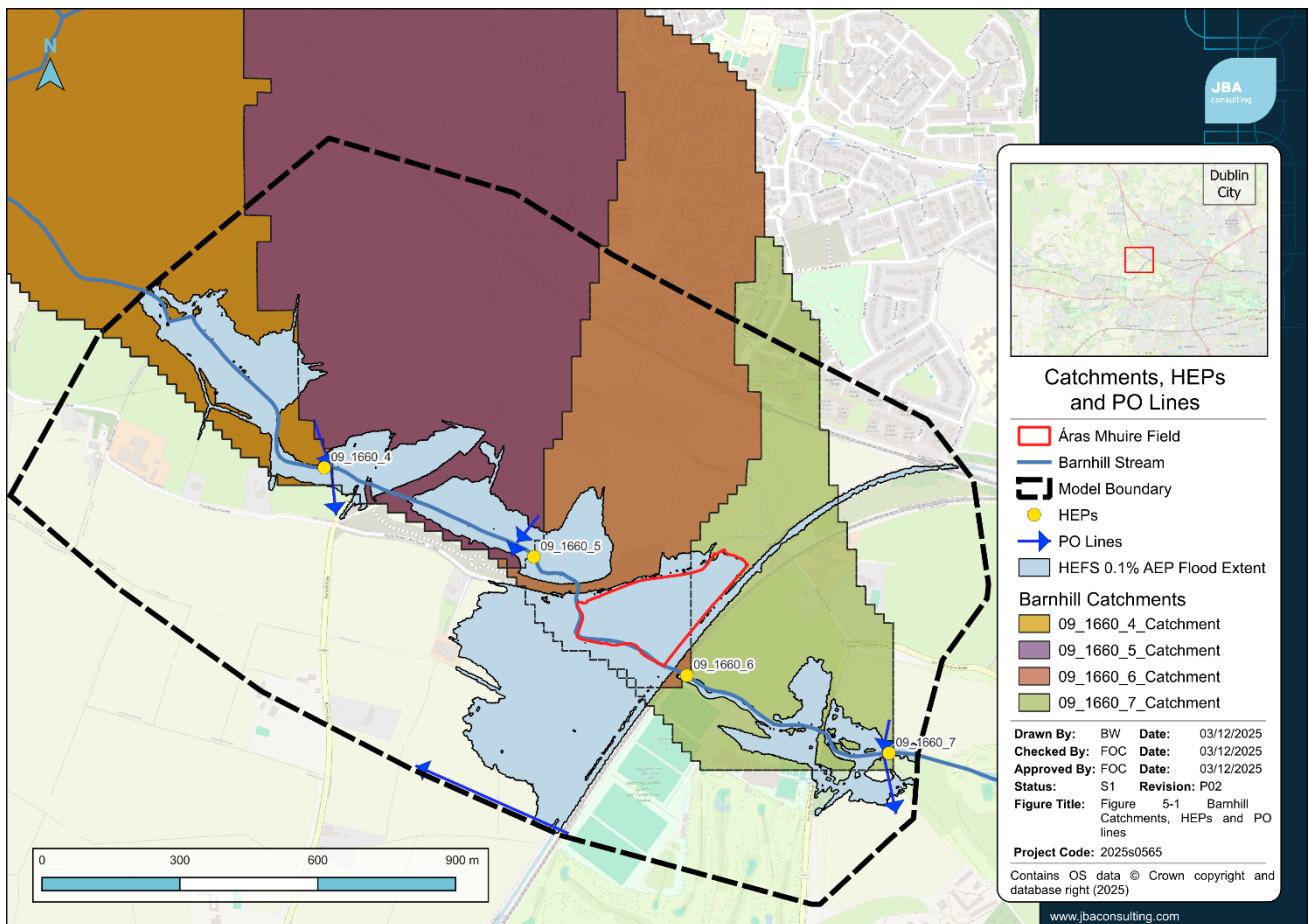 N
JBA
consulting
Dublin
City
Catchments, HEPs
and PO Lines
Áras Mhuire Field
Barnhill Stream
Model Boundary
HEPs
PO Lines
HEFS 0.1% AEP Flood Extent
Barnhill Catchments
09_1660_4_Catchment
09_1660_5_Catchment
09_1660_6_Catchment
09_1660_7_Catchment
Drawn By: BW Date: 03/12/2025
Checked By: FOC Date: 03/12/2025
Approved By: FOC Date: 03/12/2025
Status: S1 Revision: P02
Figure Title: Figure 5-1 Barnhill
Catchments, HEPs and PO
lines
Project Code: 2025s0565
Contains OS data © Crown copyright and
database right (2025)
www.jbaconsulting.com
09_1660_4
09_1660_5
09_1660_6
09_1660_7
0 300 600 900 m